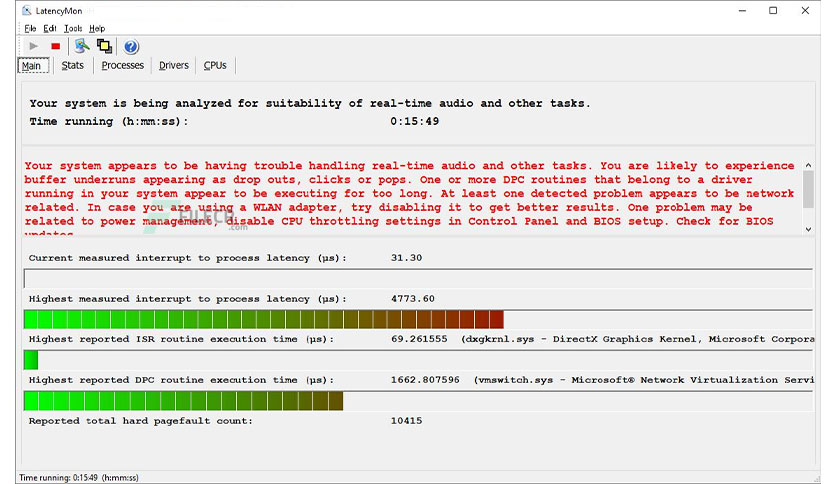 LatencyMon
File Edit Tools Help
Main Stats Processes Drivers CPUs
Your system is being analyzed for suitability of real-time audio and other tasks.
Time running (h:mm:ss): 0:15:49
Your system appears to be having trouble handling real-time audio and other tasks. You are likely to experience
buffer underruns appearing as drop outs, clicks or pops. One or more DPC routines that belong to a driver
running in your system appear to be executing for too long. At least one detected problem appears to be network
related. In case you are using a WLAN adapter, try disabling it to get better results. One problem may be
related to power management, disable CPU throttling settings in Control Panel and BIOS setup. Check for BIOS
updates.
FILECR
.com
Current measured interrupt to process latency (µs): 31.30
Highest measured interrupt to process latency (µs): 4773.60
Highest reported ISR routine execution time (µs): 69.261555 (dxgkrnl.sys - DirectX Graphics Kernel, Microsoft Corpora
Highest reported DPC routine execution time (µs): 1662.807596 (vmswitch.sys - Microsoft® Network Virtualization Servi
Reported total hard pagefault count: 10415
Time running: 0:15:49 (h:mm:ss)